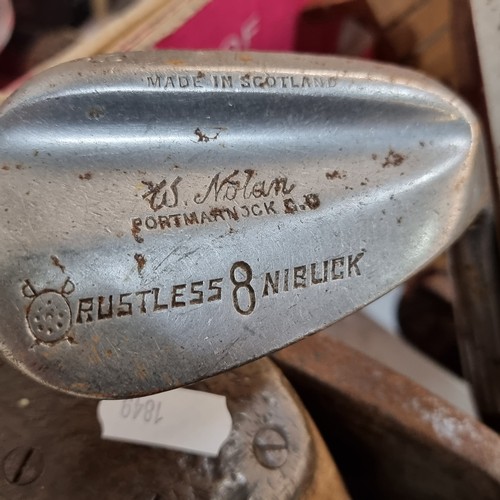 MADE IN SCOTLAND
W. Nolan
PORTMARNOCK G.C
RUSTLESS 8 NIBLICK
1849